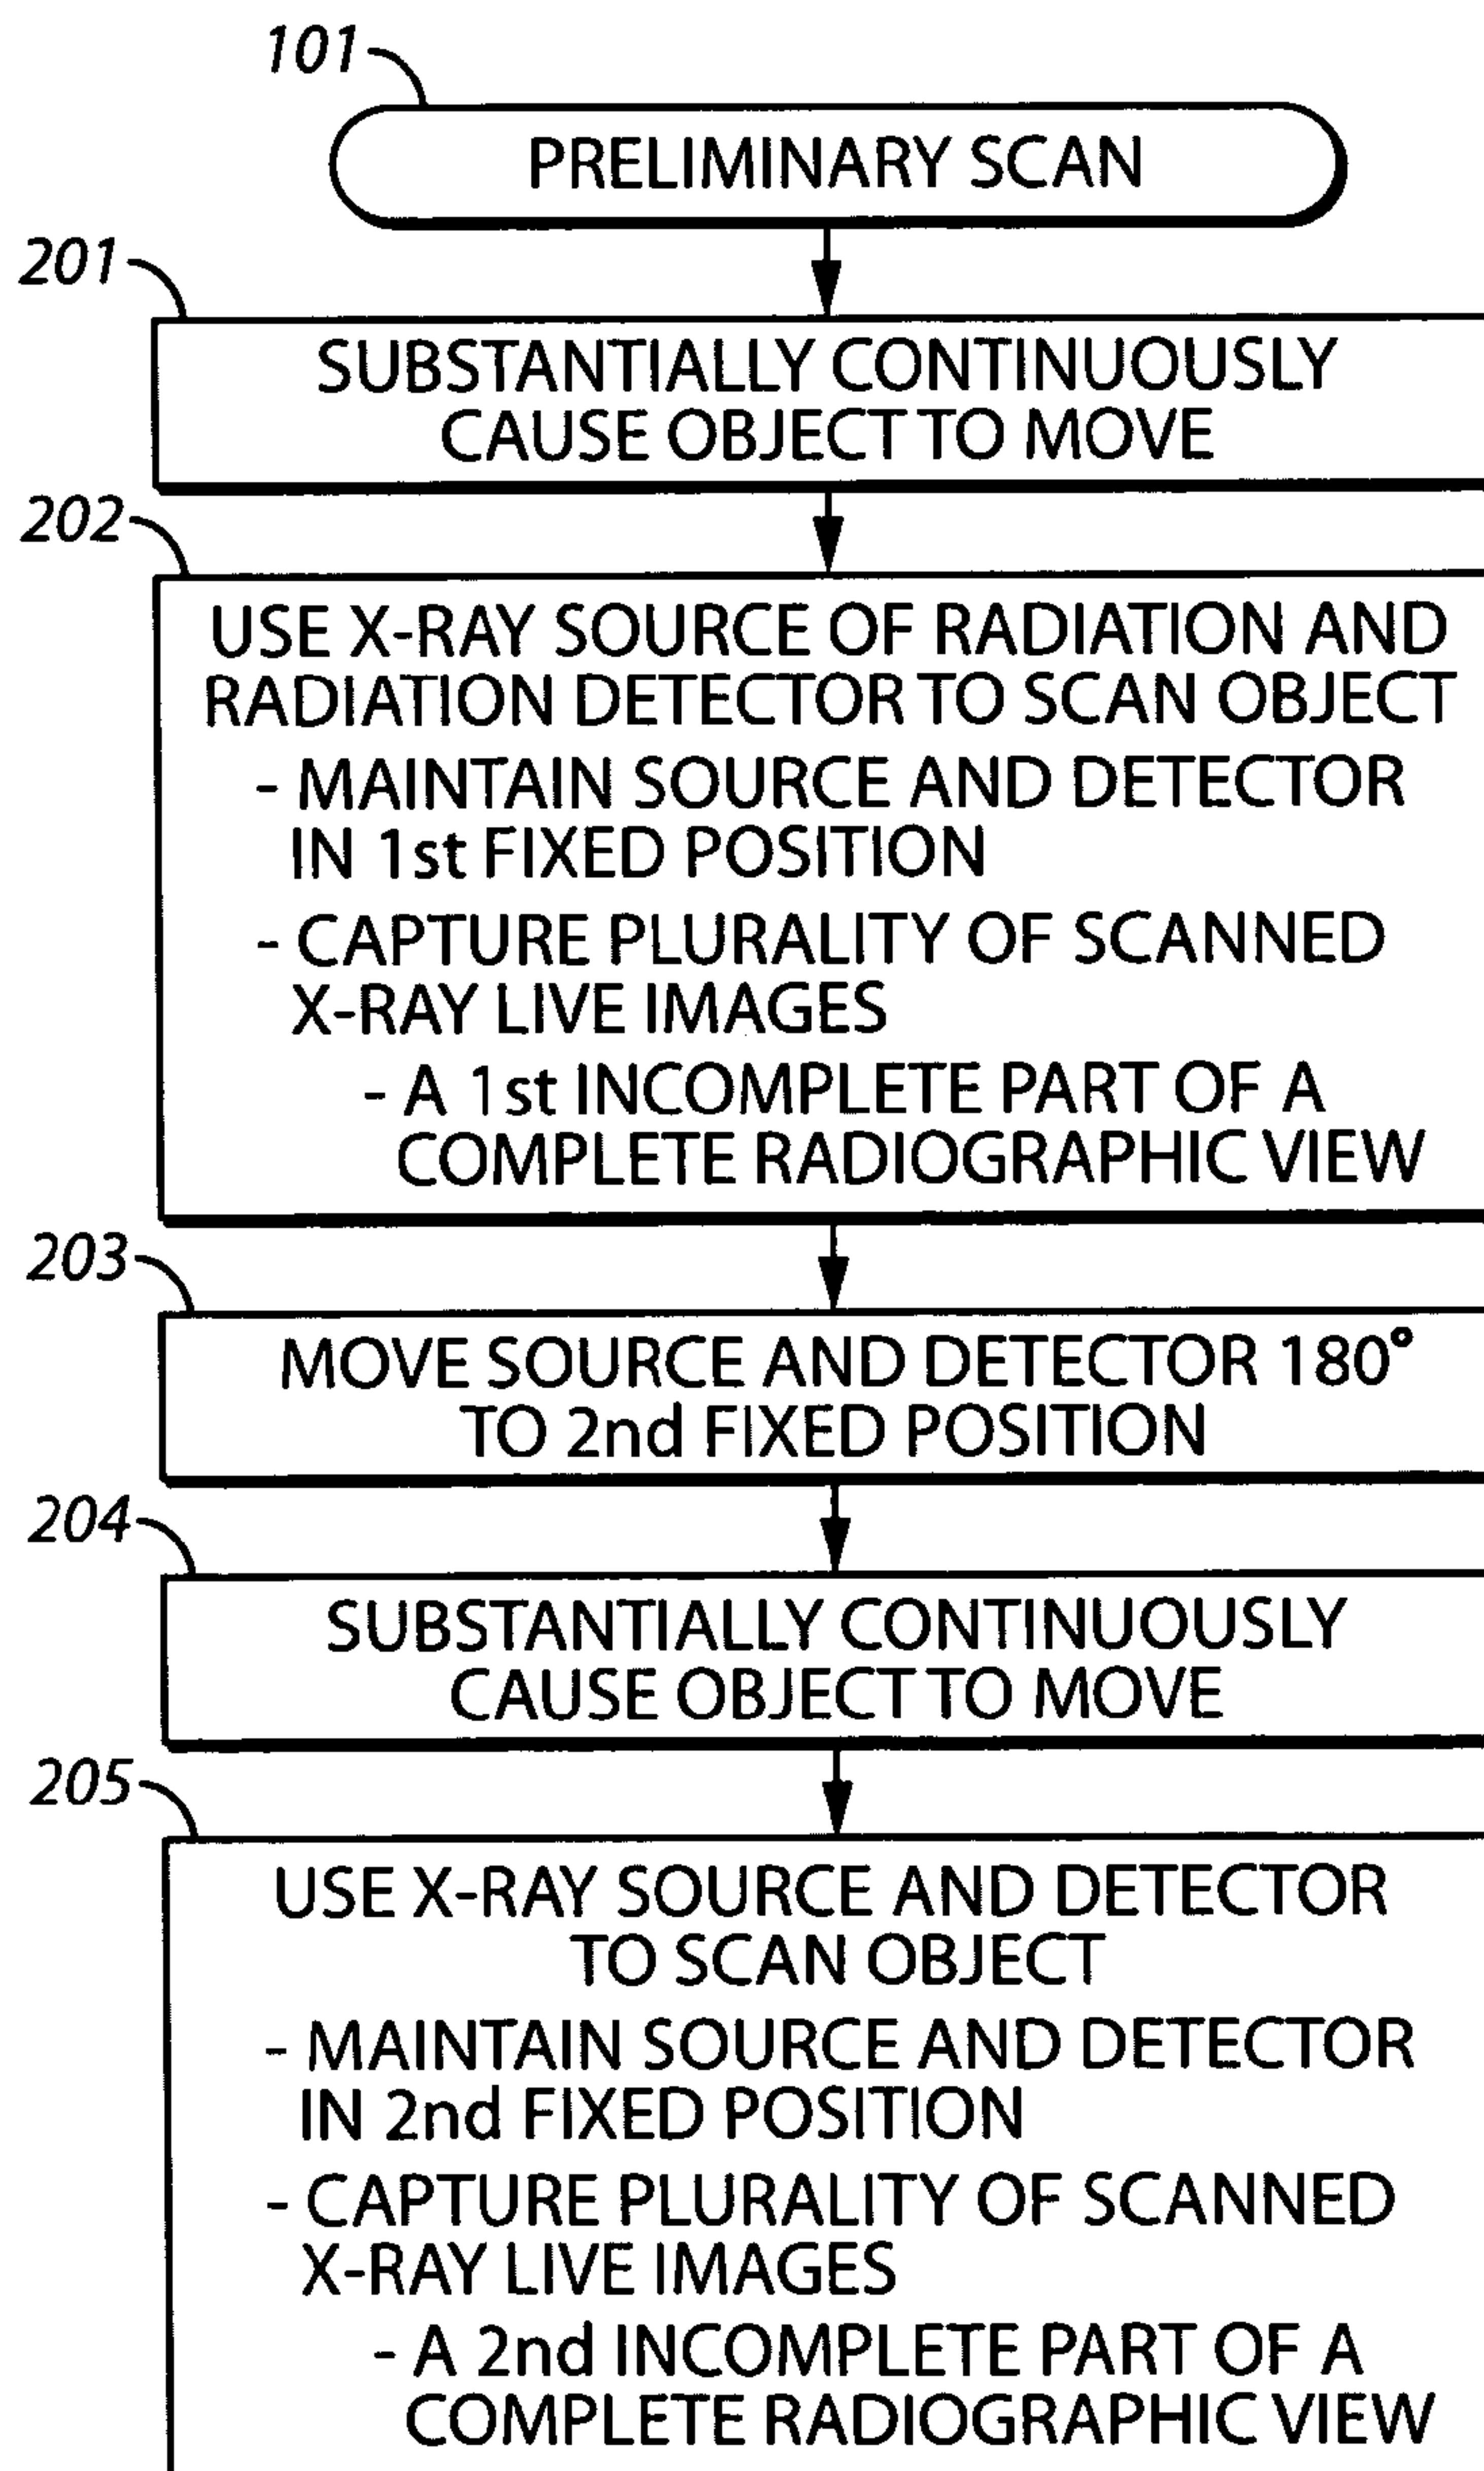 101
PRELIMINARY SCAN
201
SUBSTANTIALLY CONTINUOUSLY
CAUSE OBJECT TO MOVE
202
USE X-RAY SOURCE OF RADIATION AND
RADIATION DETECTOR TO SCAN OBJECT
- MAINTAIN SOURCE AND DETECTOR
IN 1st FIXED POSITION
- CAPTURE PLURALITY OF SCANNED
X-RAY LIVE IMAGES
- A 1st INCOMPLETE PART OF A
COMPLETE RADIOGRAPHIC VIEW
203
MOVE SOURCE AND DETECTOR 180°
TO 2nd FIXED POSITION
204
SUBSTANTIALLY CONTINUOUSLY
CAUSE OBJECT TO MOVE
205
USE X-RAY SOURCE AND DETECTOR
TO SCAN OBJECT
- MAINTAIN SOURCE AND DETECTOR
IN 2nd FIXED POSITION
- CAPTURE PLURALITY OF SCANNED
X-RAY LIVE IMAGES
- A 2nd INCOMPLETE PART OF A
COMPLETE RADIOGRAPHIC VIEW